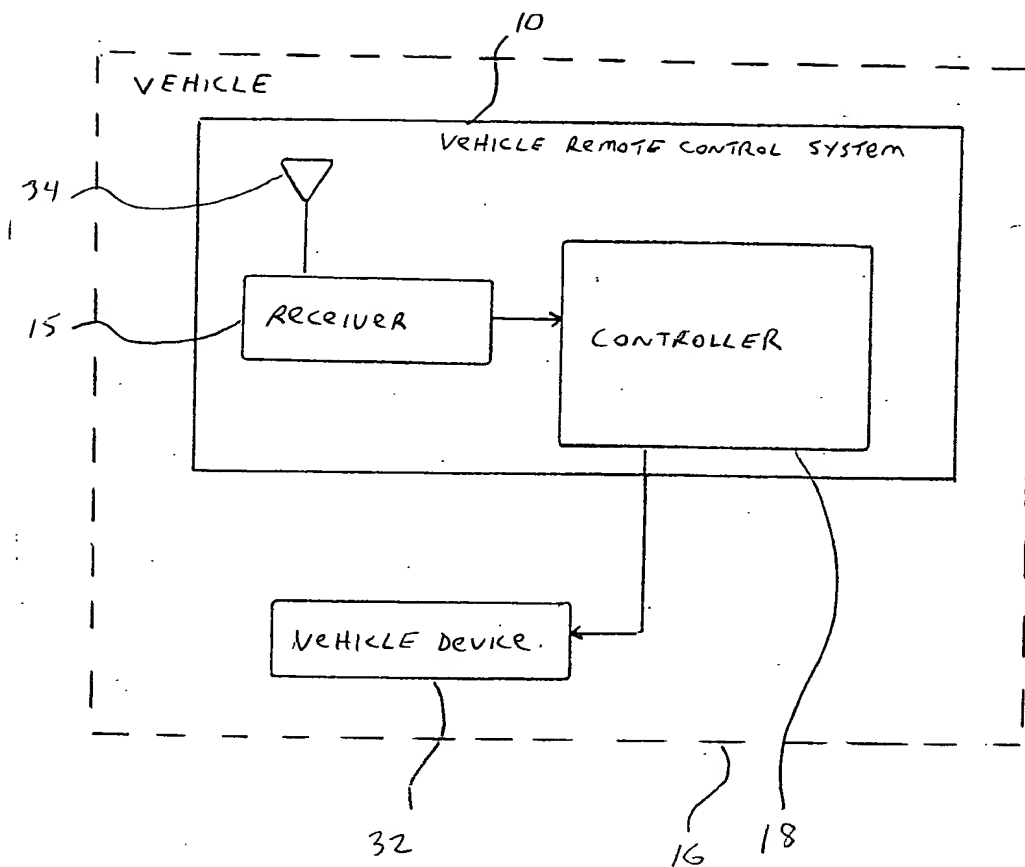 10
VEHICLE
VEHICLE REMOTE CONTROL SYSTEM
34
15
RECEIVER
CONTROLLER
VEHICLE DEVICE.
32
16
18